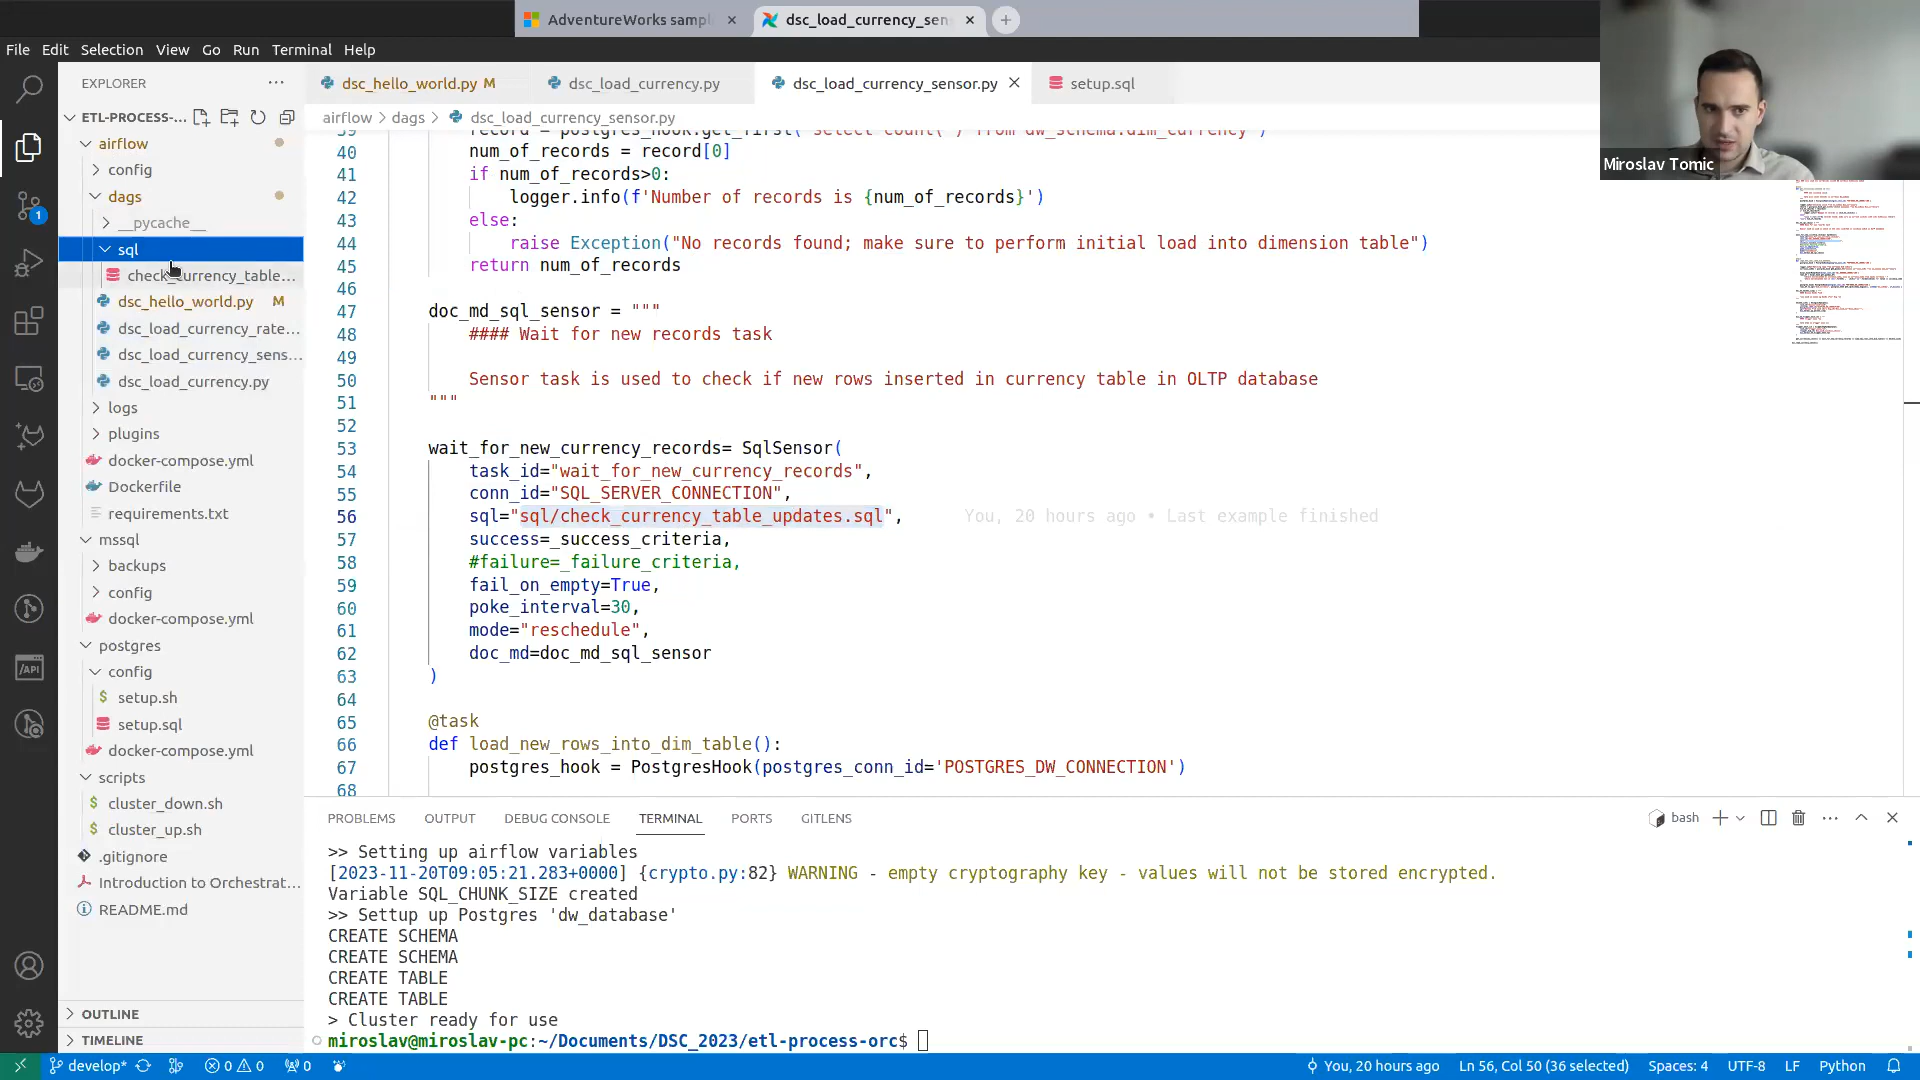 AdventureWorks sampl
dsc_load_currency_sen
Miroslav Tomic
File Edit Selection View Go Run Terminal Help
EXPLORER
dsc_hello_world.py M
dsc_load_currency.py
dsc_load_currency_sensor.py
setup.sql
ETL-PROCESS-...
airflow > dags > dsc_load_currency_sensor.py
airflow
config
dags
__pycache__
sql
check_currency_table...
dsc_hello_world.py M
dsc_load_currency_rate...
dsc_load_currency_sens...
dsc_load_currency.py
logs
plugins
docker-compose.yml
Dockerfile
requirements.txt
mssql
backups
config
docker-compose.yml
postgres
config
setup.sh
setup.sql
docker-compose.yml
scripts
cluster_down.sh
cluster_up.sh
.gitignore
Introduction to Orchestrat...
README.md
OUTLINE
TIMELINE
39 record = postgres_hook.get_first("select count(*) from dw_schema.dim_currency")
40 num_of_records = record[0]
41 if num_of_records>0:
42 logger.info(f'Number of records is {num_of_records}')
43 else:
44 raise Exception("No records found; make sure to perform initial load into dimension table")
45 return num_of_records
46
47 doc_md_sql_sensor = """
48 #### Wait for new records task
49
50 Sensor task is used to check if new rows inserted in currency table in OLTP database
51 """
52
53 wait_for_new_currency_records= SqlSensor(
54 task_id="wait_for_new_currency_records",
55 conn_id="SQL_SERVER_CONNECTION",
56 sql="sql/check_currency_table_updates.sql", You, 20 hours ago • Last example finished
57 success=_success_criteria,
58 #failure=_failure_criteria,
59 fail_on_empty=True,
60 poke_interval=30,
61 mode="reschedule",
62 doc_md=doc_md_sql_sensor
63 )
64
65 @task
66 def load_new_rows_into_dim_table():
67 postgres_hook = PostgresHook(postgres_conn_id='POSTGRES_DW_CONNECTION')
68
PROBLEMS OUTPUT DEBUG CONSOLE TERMINAL PORTS GITLENS
bash
>> Setting up airflow variables
[2023-11-20T09:05:21.283+0000] {crypto.py:82} WARNING - empty cryptography key - values will not be stored encrypted.
Variable SQL_CHUNK_SIZE created
>> Settup up Postgres 'dw_database'
CREATE SCHEMA
CREATE SCHEMA
CREATE TABLE
CREATE TABLE
> Cluster ready for use
miroslav@miroslav-pc:~/Documents/DSC_2023/etl-process-orc$
develop* 0 0 0 You, 20 hours ago Ln 56, Col 50 (36 selected) Spaces: 4 UTF-8 LF Python